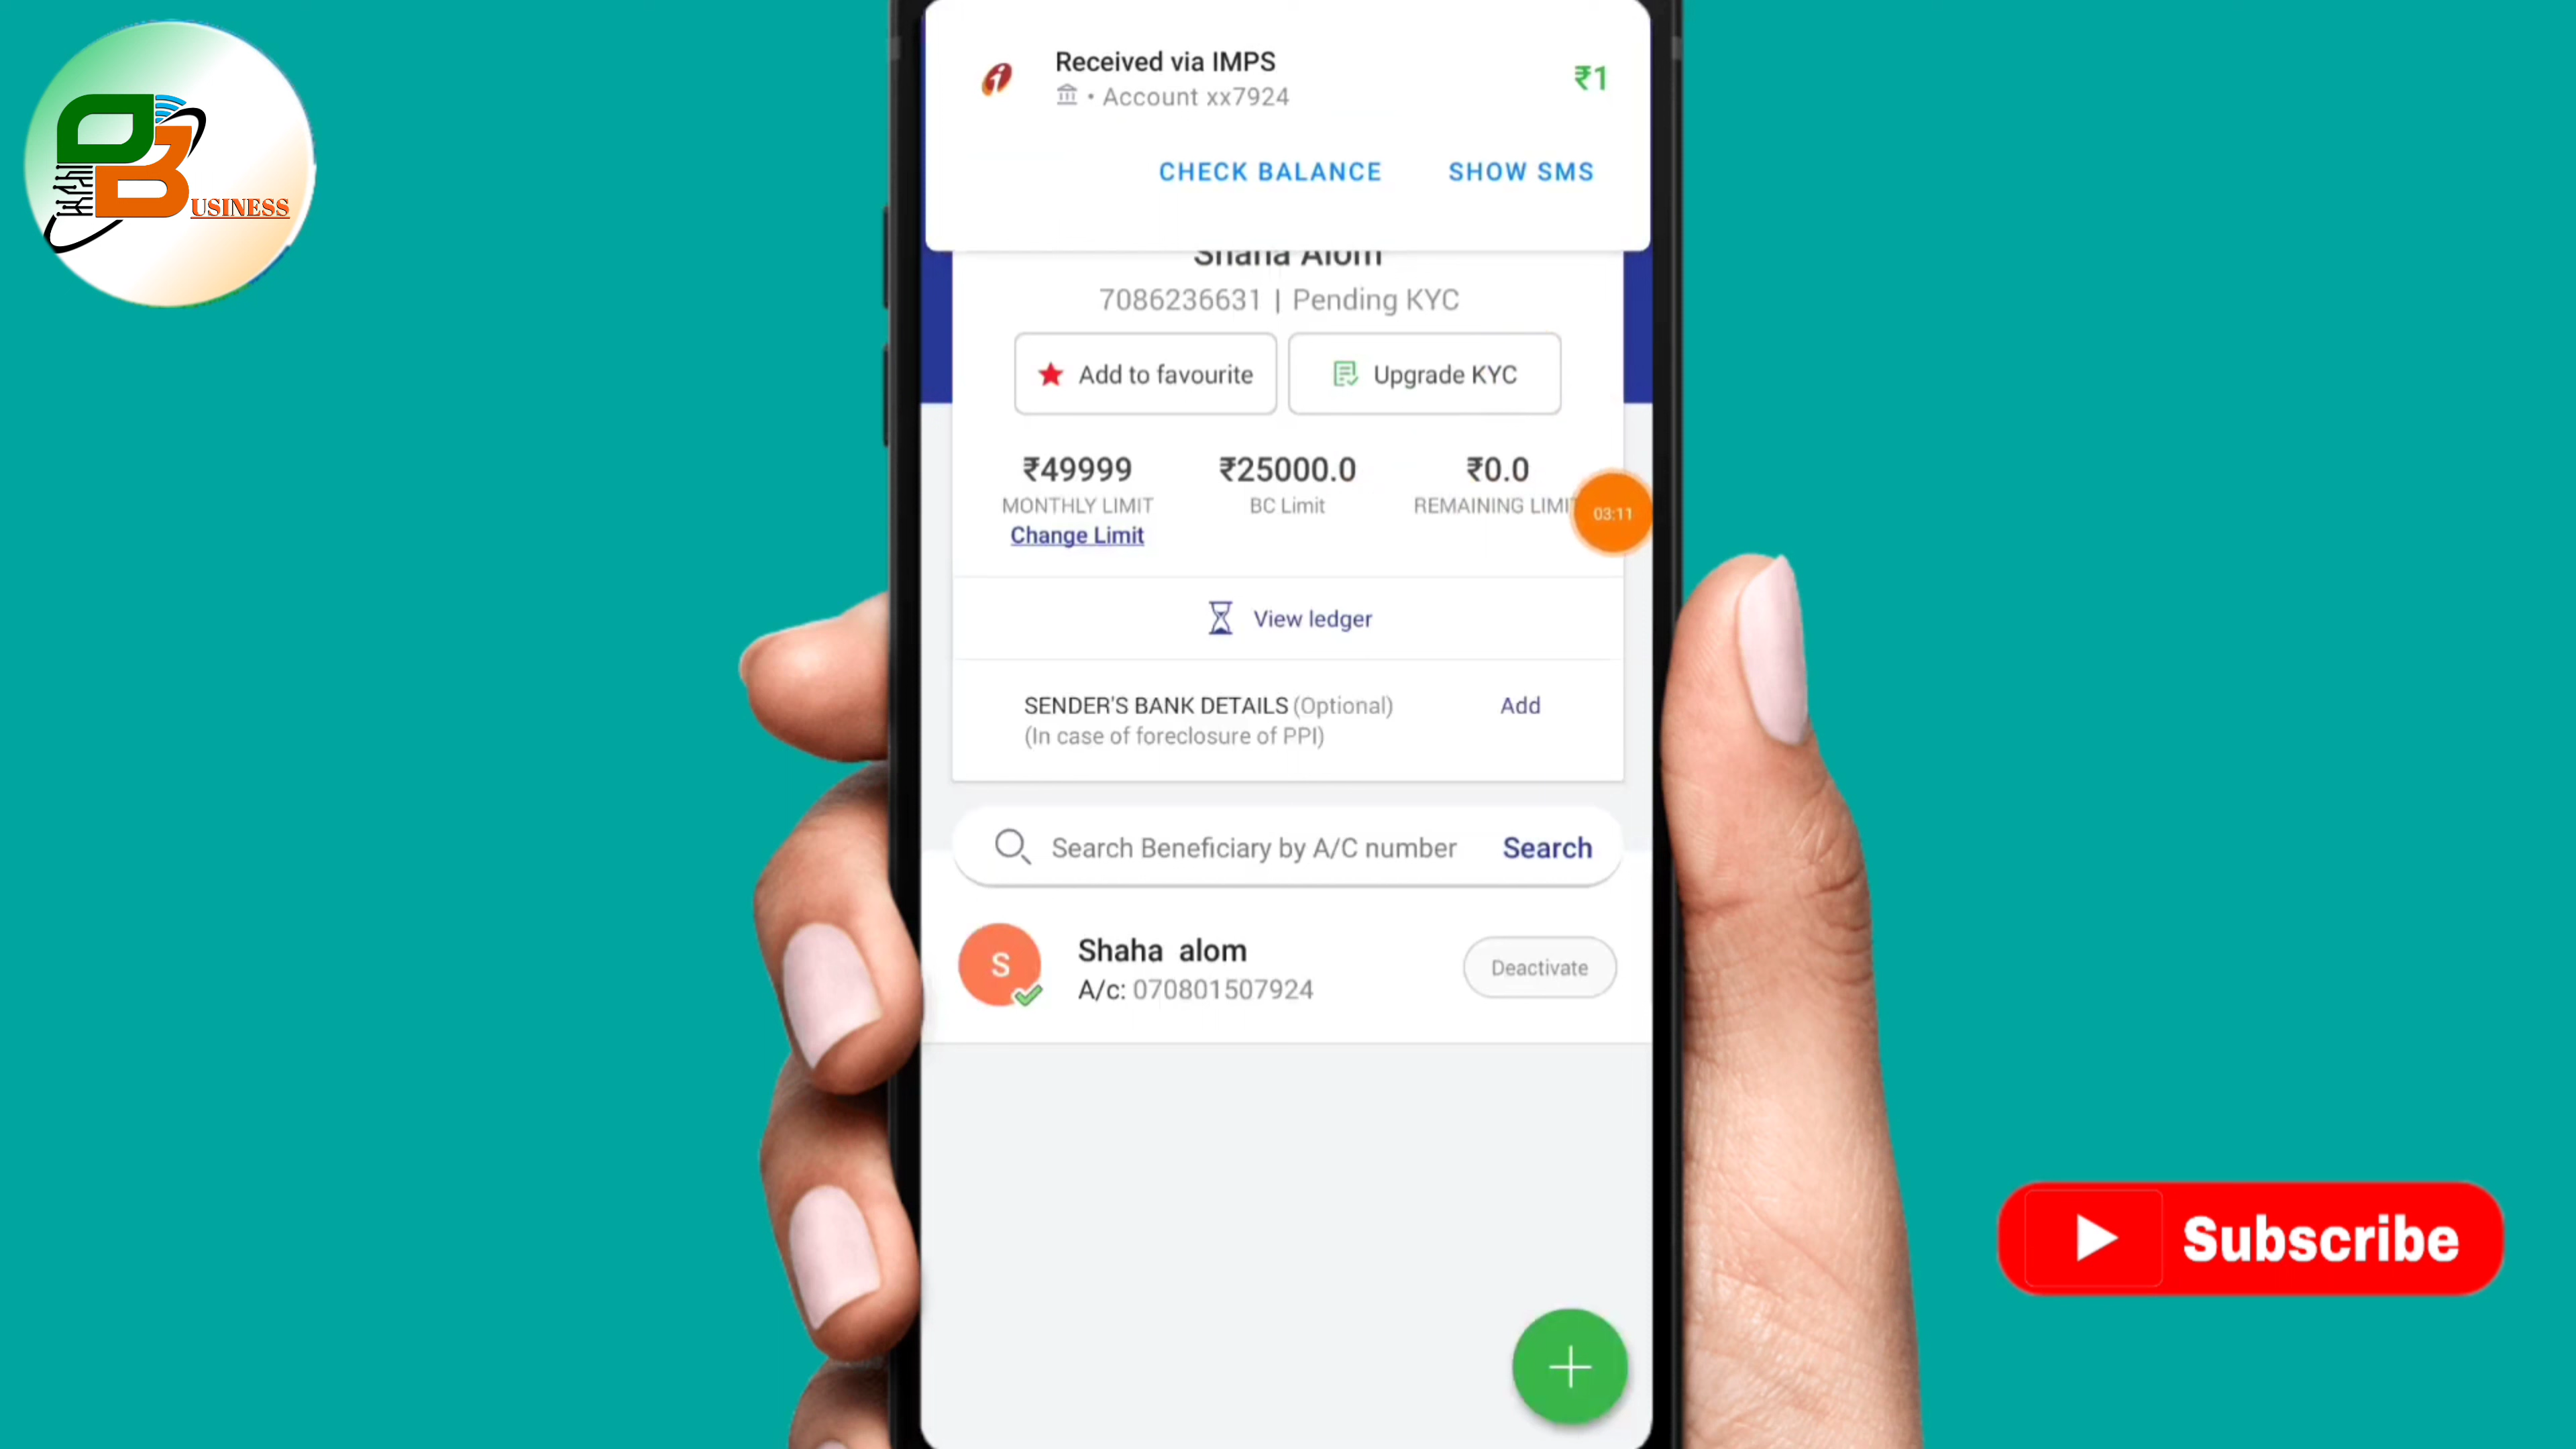 USINESS
Received via IMPS
₹1
• Account xx7924
CHECK BALANCE
SHOW SMS
Shaha Alom
7086236631 | Pending KYC
Add to favourite
Upgrade KYC
₹49999
₹25000.0
₹0.0
MONTHLY LIMIT
BC Limit
REMAINING LIMI
03:11
Change Limit
View ledger
SENDER'S BANK DETAILS (Optional)
Add
(In case of foreclosure of PPI)
Search Beneficiary by A/C number
Search
S
Shaha alom
A/c: 070801507924
Deactivate
Subscribe